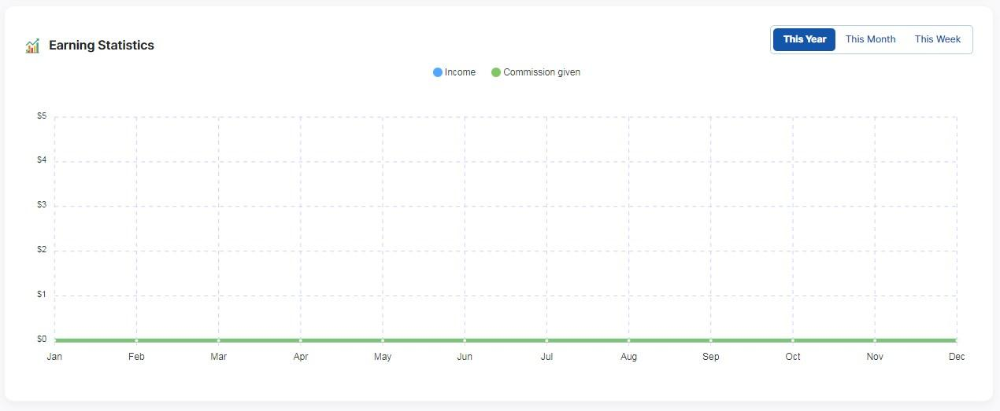 Earning Statistics
This Year This Month This Week
Income Commission given
$5
$4
$3
$2
$1
$0
Jan Feb Mar Apr May Jun Jul Aug Sep Oct Nov Dec